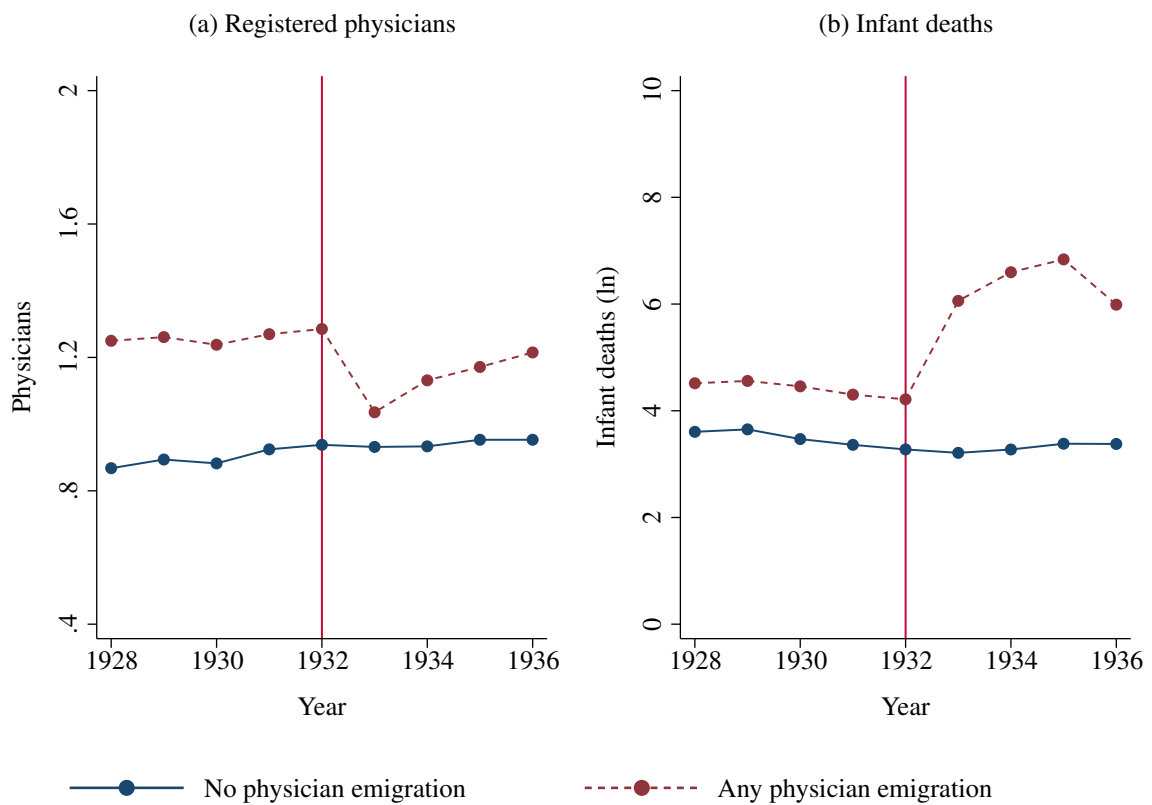 (a) Registered physicians
Physicians
2
1.6
1.2
.8
.4
1928 1930 1932 1934 1936
Year
(b) Infant deaths
Infant deaths (ln)
10
8
6
4
2
0
1928 1930 1932 1934 1936
Year
No physician emigration
Any physician emigration